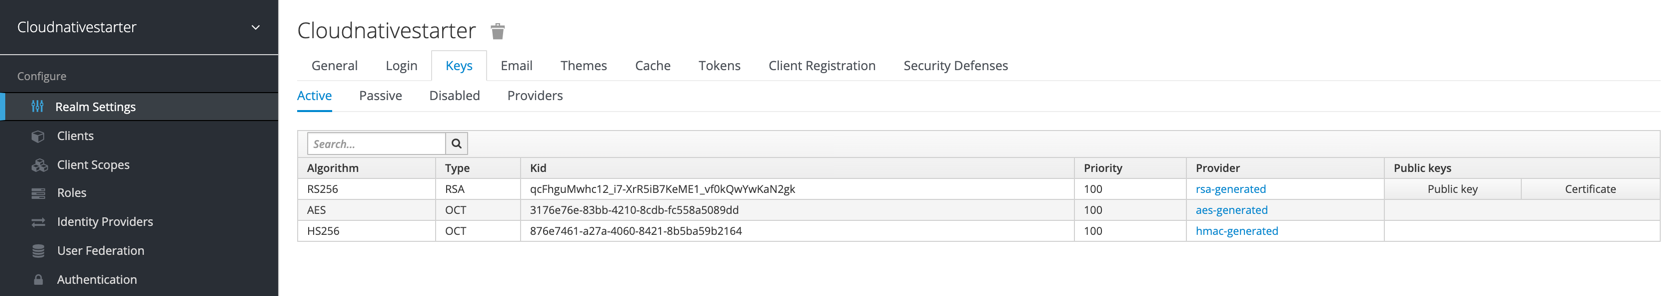 Cloudnativestarter
Configure
Realm Settings
Clients
Client Scopes
Roles
Identity Providers
User Federation
Authentication
Cloudnativestarter
General Login Keys Email Themes Cache Tokens Client Registration Security Defenses
Active Passive Disabled Providers
Search...
Algorithm Type Kid Priority Provider Public keys
RS256 RSA qcFhguMwhc12_i7-XrR5iB7KeME1_vf0kQwYwKaN2gk 100 rsa-generated Public key Certificate
AES OCT 3176e76e-83bb-4210-8cdb-fc558a5089dd 100 aes-generated
HS256 OCT 876e7461-a27a-4060-8421-8b5ba59b2164 100 hmac-generated